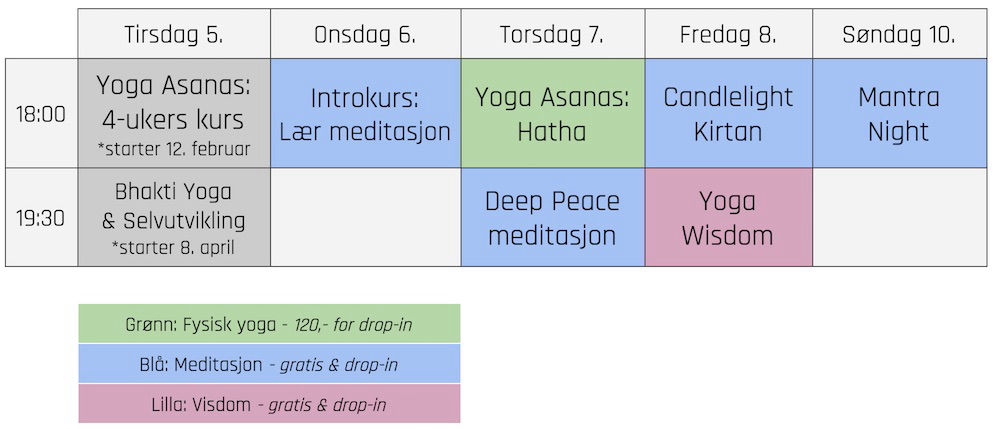 Tirsdag 5.
Onsdag 6.
Torsdag 7.
Fredag 8.
Søndag 10.
18:00
Yoga Asanas:
4-ukers kurs
*starter 12. februar
Introkurs:
Lær meditasjon
Yoga Asanas:
Hatha
Candlelight
Kirtan
Mantra
Night
19:30
Bhakti Yoga
& Selvutvikling
*starter 8. april
Deep Peace
meditasjon
Yoga
Wisdom
Grønn: Fysisk yoga - 120,- for drop-in
Blå: Meditasjon - gratis & drop-in
Lilla: Visdom - gratis & drop-in